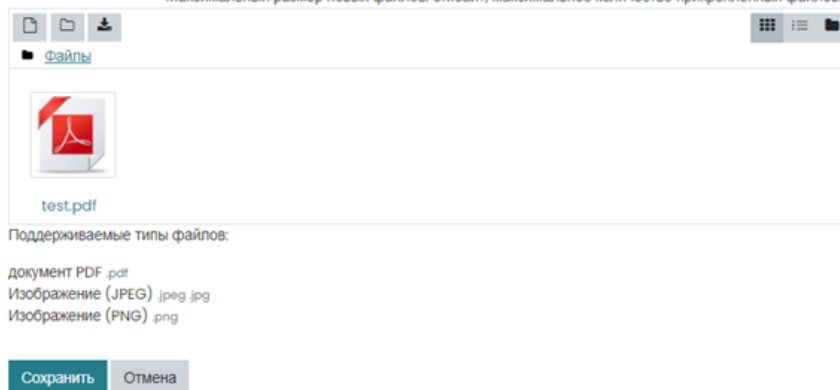 Файлы
test.pdf
Поддерживаемые типы файлов:
документ PDF .pdf
Изображение (JPEG) .jpeg .jpg
Изображение (PNG) .png
Сохранить Отмена